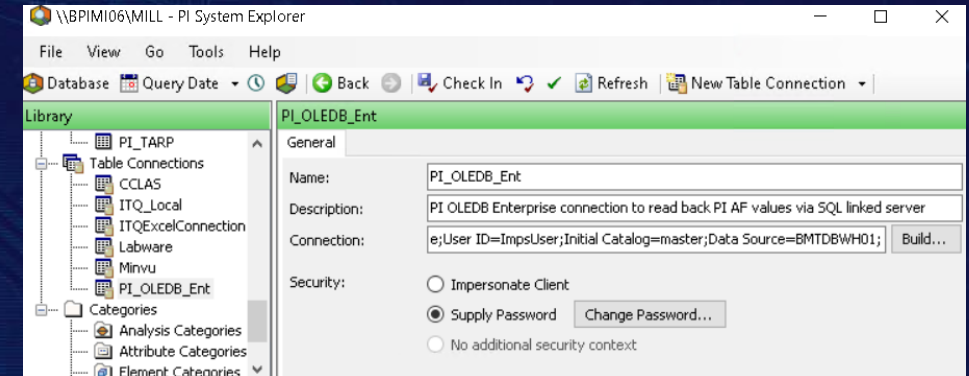 \\BPIMI06\MILL - PI System Explorer
File View Go Tools Help
Database Query Date Back Check In Refresh New Table Connection
Library
PI_TARP
Table Connections
CCLAS
ITQ_Local
ITQExcelConnection
Labware
Minvu
PI_OLEDB_Ent
Categories
Analysis Categories
Attribute Categories
Element Categories
PI_OLEDB_Ent
General
Name: PI_OLEDB_Ent
Description: PI OLEDB Enterprise connection to read back PI AF values via SQL linked server
Connection: e;User ID=ImpsUser;Initial Catalog=master;Data Source=BMTDBWH01; Build...
Security: Impersonate Client
Supply Password Change Password...
No additional security context